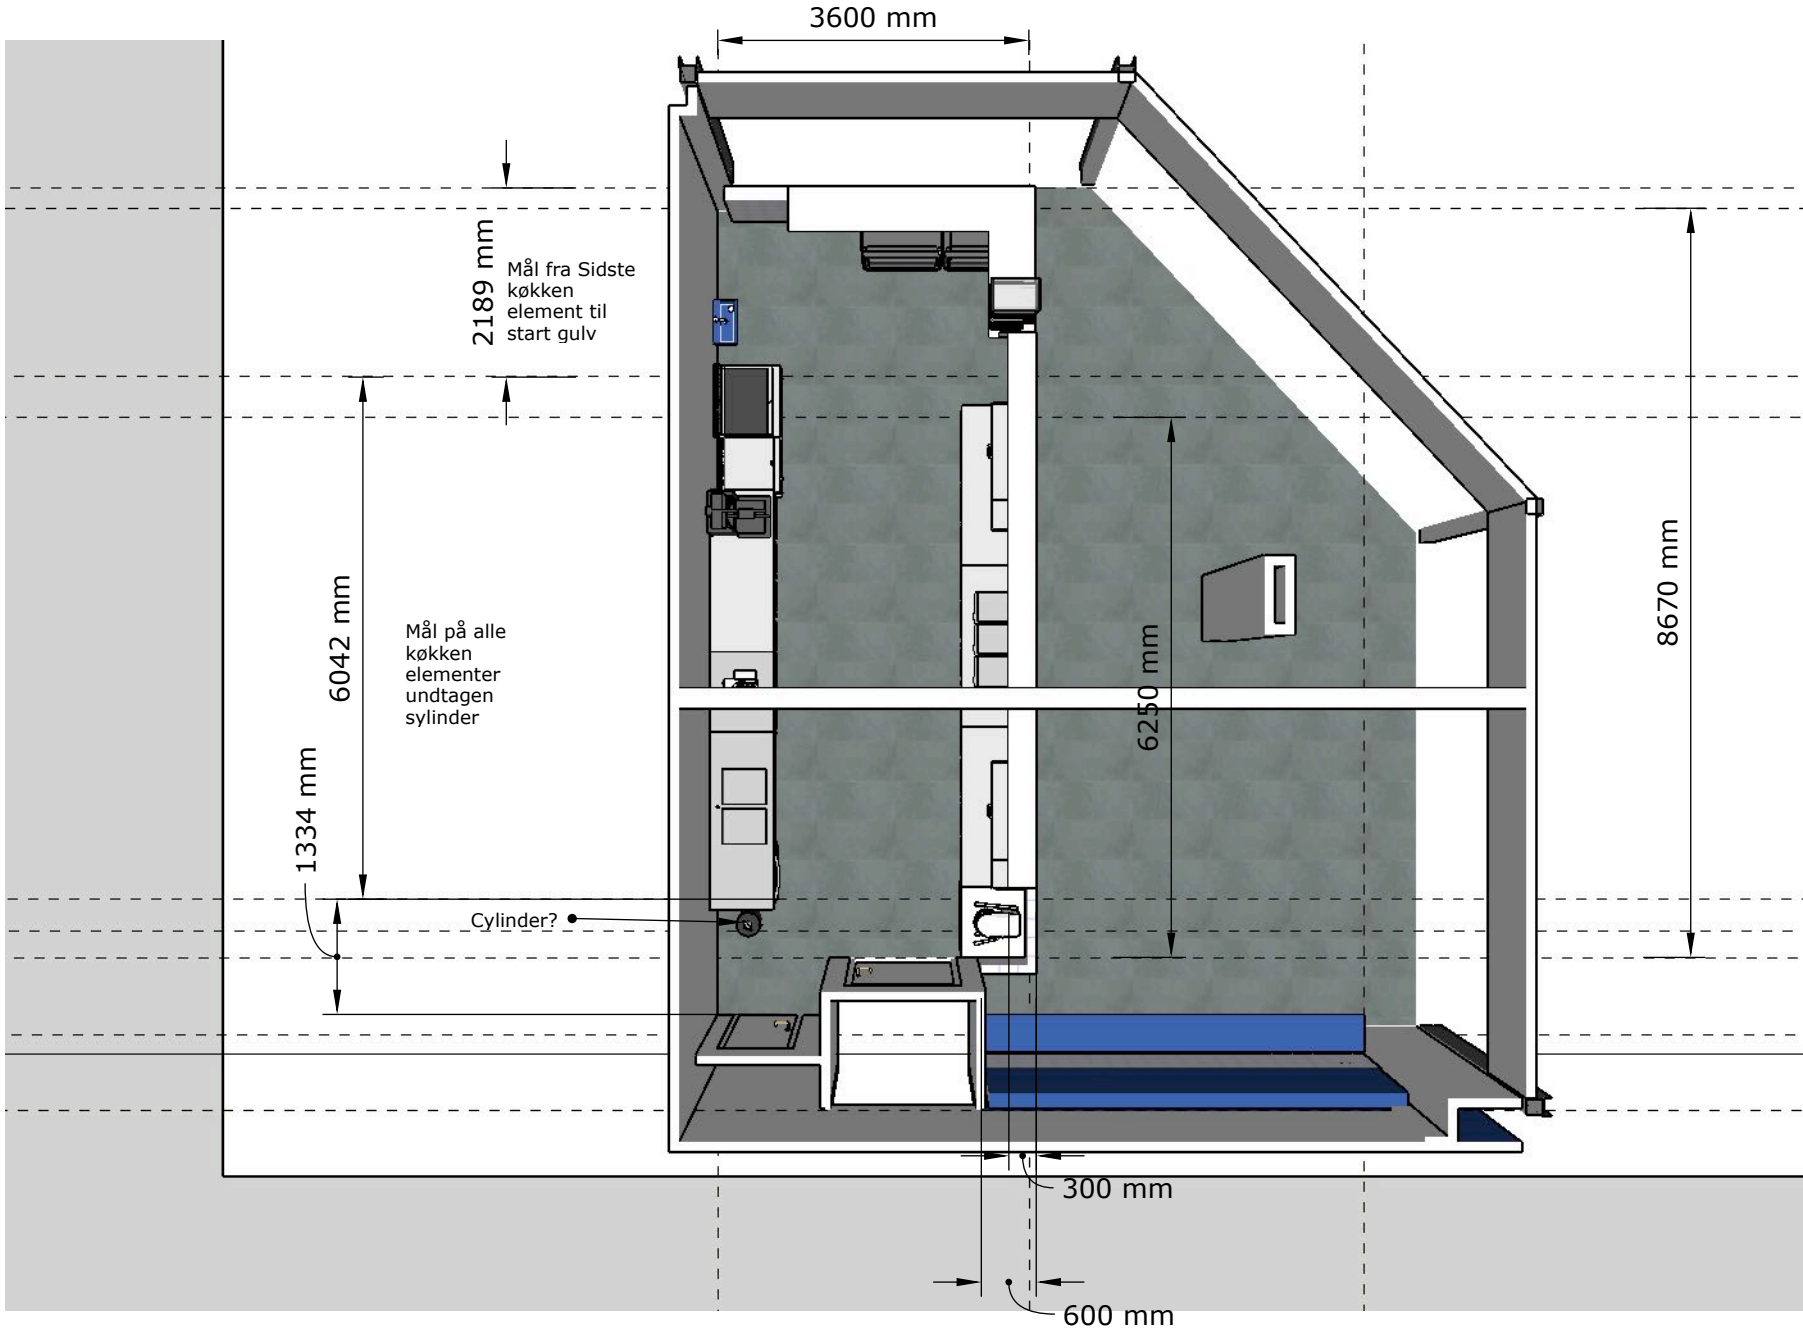 3600 mm
2189 mm
Mål fra Sidste
køkken
element til
start gulv
6042 mm
Mål på alle
køkken
elementer
undtagen
sylinder
8670 mm
6250 mm
1334 mm
Cylinder?
300 mm
600 mm